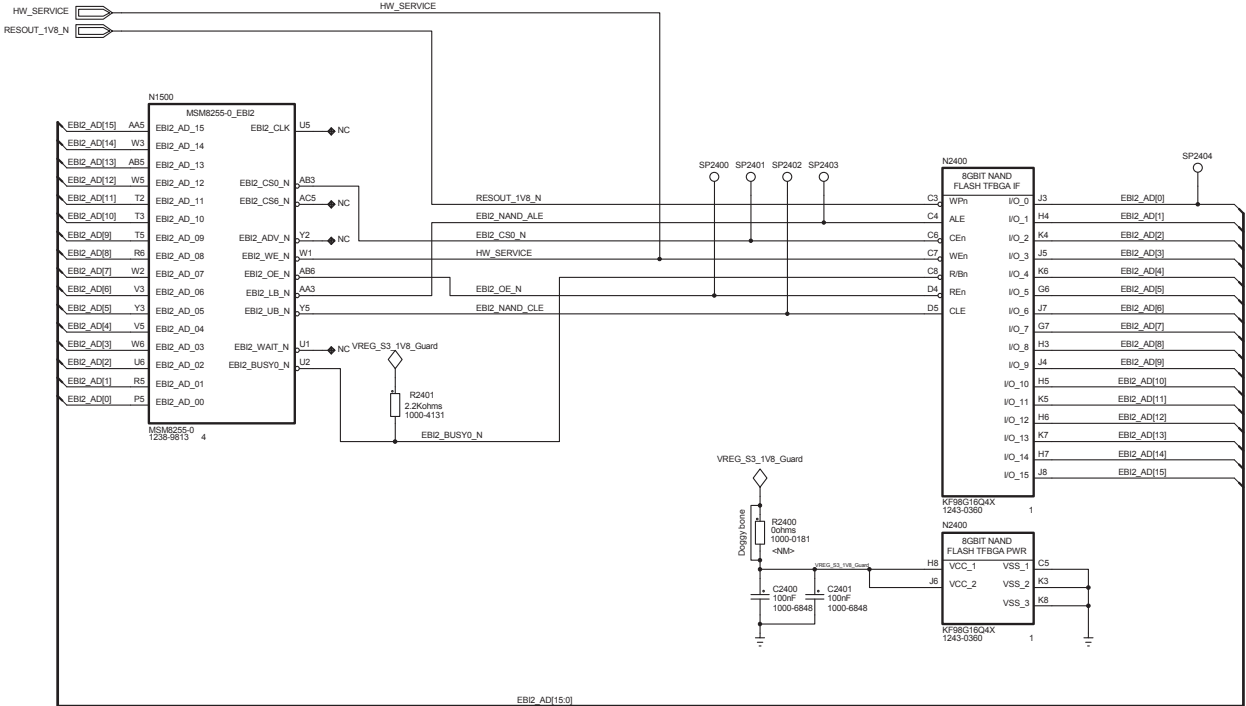 HW_SERVICE
HW_SERVICE
RESOUT_1V8_N
N1500
MSM8255-0_EBI2
EBI2_AD[15] AA5 EBI2_AD_15 EBI2_CLK U5 NC
EBI2_AD[14] W3 EBI2_AD_14
EBI2_AD[13] AB5 EBI2_AD_13
EBI2_AD[12] W5 EBI2_AD_12 EBI2_CS0_N AB3
EBI2_AD[11] T2 EBI2_AD_11 EBI2_CS6_N AC5 NC
EBI2_AD[10] T3 EBI2_AD_10
EBI2_AD[9] T5 EBI2_AD_09 EBI2_ADV_N Y2 NC
EBI2_AD[8] R6 EBI2_AD_08 EBI2_WE_N W1
EBI2_AD[7] W2 EBI2_AD_07 EBI2_OE_N AB6
EBI2_AD[6] V3 EBI2_AD_06 EBI2_LB_N AA3
EBI2_AD[5] Y3 EBI2_AD_05 EBI2_UB_N Y5
EBI2_AD[4] V5 EBI2_AD_04
EBI2_AD[3] W6 EBI2_AD_03 EBI2_WAIT_N U1 NC
EBI2_AD[2] U6 EBI2_AD_02 EBI2_BUSY0_N U2
EBI2_AD[1] R5 EBI2_AD_01
EBI2_AD[0] P5 EBI2_AD_00
MSM8255-0
1238-9813 4
VREG_S3_1V8_Guard
R2401
2.2Kohms
1000-4131
EBI2_BUSY0_N
SP2400 SP2401 SP2402 SP2403
SP2404
N2400
8GBIT NAND
FLASH TFBGA IF
RESOUT_1V8_N C3 WPn I/O_0 J3 EBI2_AD[0]
EBI2_NAND_ALE C4 ALE I/O_1 H4 EBI2_AD[1]
EBI2_CS0_N C6 CEn I/O_2 K4 EBI2_AD[2]
HW_SERVICE C7 WEn I/O_3 J5 EBI2_AD[3]
C8 R/Bn I/O_4 K6 EBI2_AD[4]
EBI2_OE_N D4 REn I/O_5 G6 EBI2_AD[5]
EBI2_NAND_CLE D5 CLE I/O_6 J7 EBI2_AD[6]
I/O_7 G7 EBI2_AD[7]
I/O_8 H3 EBI2_AD[8]
I/O_9 J4 EBI2_AD[9]
I/O_10 H5 EBI2_AD[10]
I/O_11 K5 EBI2_AD[11]
I/O_12 H6 EBI2_AD[12]
I/O_13 K7 EBI2_AD[13]
I/O_14 H7 EBI2_AD[14]
I/O_15 J8 EBI2_AD[15]
KF98G16Q4X
1243-0360 1
VREG_S3_1V8_Guard
Doggy bone
R2400
0ohms
1000-0181
<NM>
VREG_S3_1V8_Guard
C2400
100nF
1000-6848
C2401
100nF
1000-6848
N2400
8GBIT NAND
FLASH TFBGA PWR
H8 VCC_1 VSS_1 C5
J6 VCC_2 VSS_2 K3
VSS_3 K8
KF98G16Q4X
1243-0360 1
EBI2_AD[15:0]